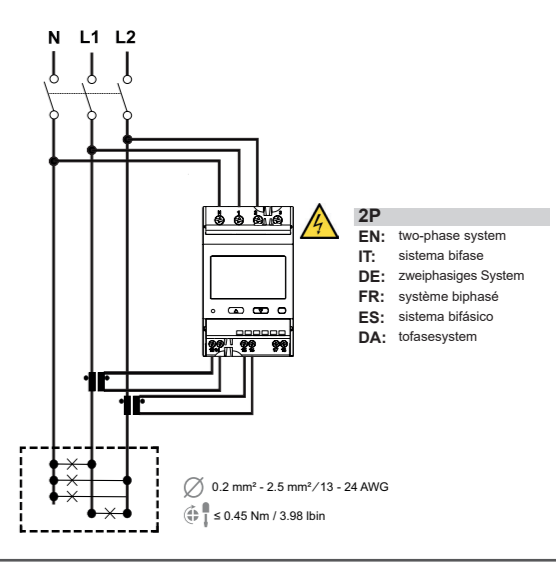 N L1 L2
2P
EN: two-phase system
IT: sistema bifase
DE: zweiphasiges System
FR: système biphasé
ES: sistema bifásico
DA: tofasesystem
0.2 mm² - 2.5 mm² ∕ 13 - 24 AWG
≤ 0.45 Nm / 3.98 lbin